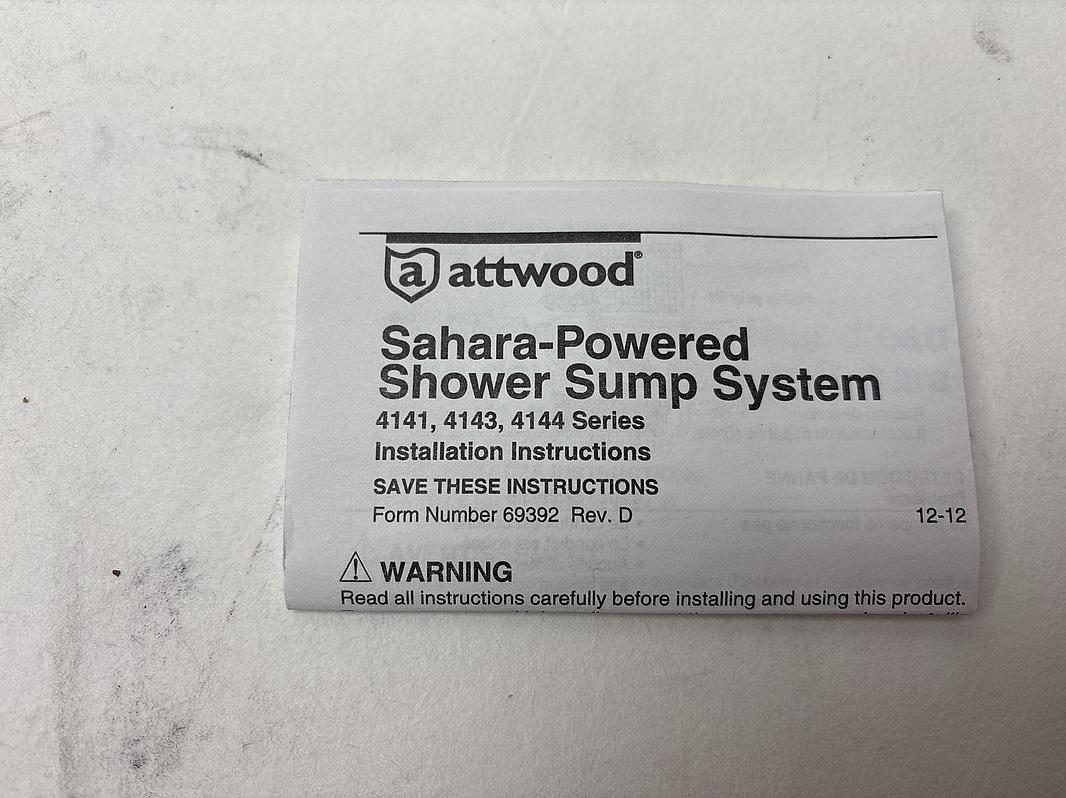 a attwood®
Sahara-Powered
Shower Sump System
4141, 4143, 4144 Series
Installation Instructions
SAVE THESE INSTRUCTIONS
Form Number 69392 Rev. D 12-12
WARNING
Read all instructions carefully before installing and using this product.